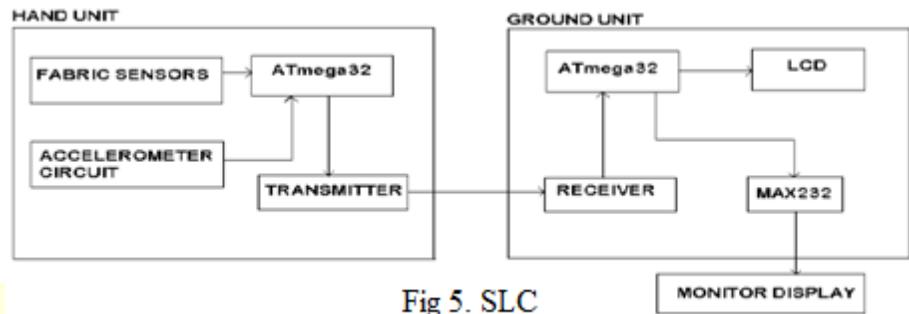 HAND UNIT
FABRIC SENSORS
ATmega32
ACCELEROMETER
CIRCUIT
TRANSMITTER
GROUND UNIT
ATmega32
LCD
RECEIVER
MAX232
MONITOR DISPLAY
Fig 5. SLC